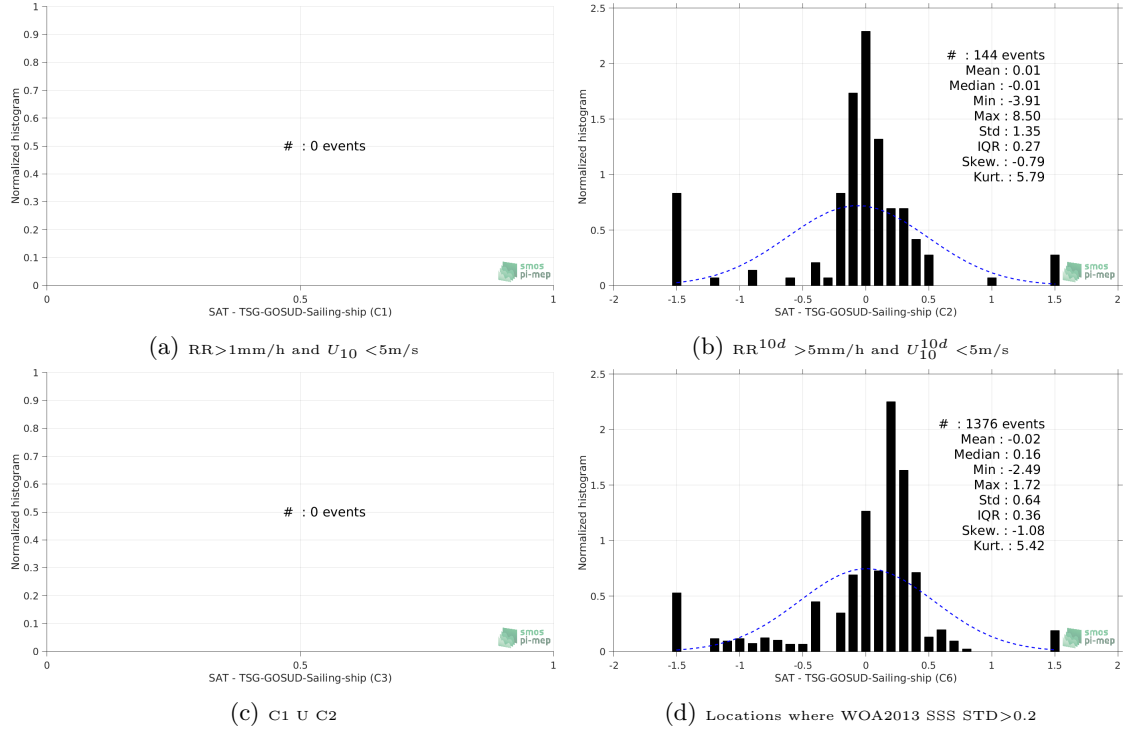 1
0.9
0.8
0.7
0.6
0.5
0.4
0.3
0.2
0.1
0
0
0.5
1
Normalized histogram
# : 0 events
smos
pi-mep
SAT - TSG-GOSUD-Sailing-ship (C1)
(a) RR>1mm/h and U10 <5m/s
2.5
2
1.5
1
0.5
0
-2
-1.5
-1
-0.5
0
0.5
1
1.5
2
Normalized histogram
# : 144 events
Mean : 0.01
Median : -0.01
Min : -3.91
Max : 8.50
Std : 1.35
IQR : 0.27
Skew. : -0.79
Kurt. : 5.79
smos
pi-mep
SAT - TSG-GOSUD-Sailing-ship (C2)
(b) RR10d >5mm/h and U10d10 <5m/s
1
0.9
0.8
0.7
0.6
0.5
0.4
0.3
0.2
0.1
0
0
0.5
1
Normalized histogram
# : 0 events
smos
pi-mep
SAT - TSG-GOSUD-Sailing-ship (C3)
(c) C1 U C2
2.5
2
1.5
1
0.5
0
-2
-1.5
-1
-0.5
0
0.5
1
1.5
2
Normalized histogram
# : 1376 events
Mean : -0.02
Median : 0.16
Min : -2.49
Max : 1.72
Std : 0.64
IQR : 0.36
Skew. : -1.08
Kurt. : 5.42
smos
pi-mep
SAT - TSG-GOSUD-Sailing-ship (C6)
(d) Locations where WOA2013 SSS STD>0.2